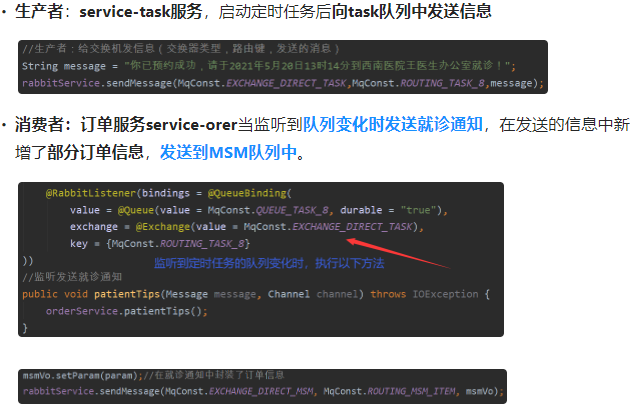 • 生产者：service-task服务，启动定时任务后向task队列中发送信息
//生产者：给交换机发信息（交换器类型，路由键，发送的消息）
String message = "你已预约成功，请于2021年5月20日13时14分到西南医院王医生办公室就诊！";
rabbitService.sendMessage(MqConst.EXCHANGE_DIRECT_TASK,MqConst.ROUTING_TASK_8,message);
• 消费者：订单服务service-orer当监听到队列变化时发送就诊通知，在发送的信息中新
增了部分订单信息，发送到MSM队列中。
@RabbitListener(bindings = @QueueBinding(
value = @Queue(value = MqConst.QUEUE_TASK_8, durable = "true"),
exchange = @Exchange(value = MqConst.EXCHANGE_DIRECT_TASK),
key = {MqConst.ROUTING_TASK_8}
))
监听到定时任务的队列变化时，执行以下方法
//监听发送就诊通知
public void patientTips(Message message, Channel channel) throws IOException {
orderService.patientTips();
}
msmVo.setParam(param);//在就诊通知中封装了订单信息
rabbitService.sendMessage(MqConst.EXCHANGE_DIRECT_MSM, MqConst.ROUTING_MSM_ITEM, msmVo);